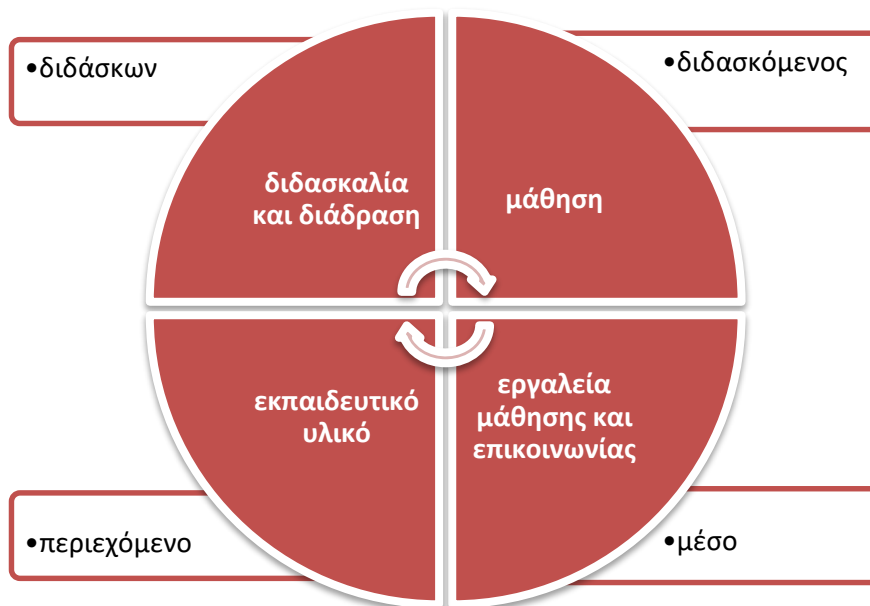 •διδάσκων
•διδασκόμενος
διδασκαλία
και διάδραση
μάθηση
εκπαιδευτικό
υλικό
εργαλεία
μάθησης και
επικοινωνίας
•περιεχόμενο
•μέσο